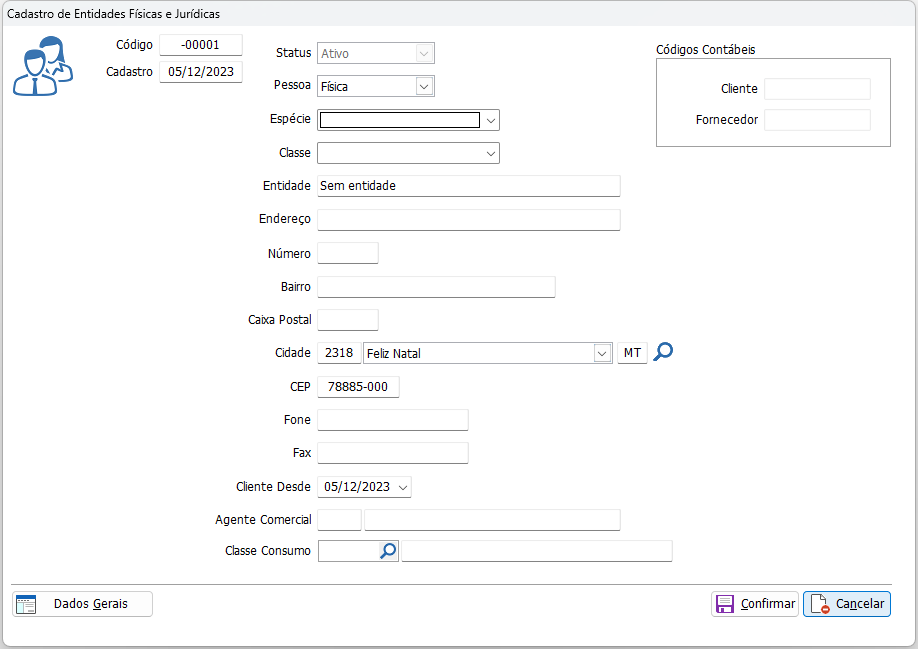 Cadastro de Entidades Físicas e Jurídicas
Código -00001
Cadastro 05/12/2023
Status Ativo
Pessoa Física
Espécie
Classe
Entidade Sem entidade
Endereço
Número
Bairro
Caixa Postal
Cidade 2318 Feliz Natal MT
CEP 78885-000
Fone
Fax
Cliente Desde 05/12/2023
Agente Comercial
Classe Consumo
Códigos Contábeis
Cliente
Fornecedor
Dados Gerais
Confirmar
Cancelar